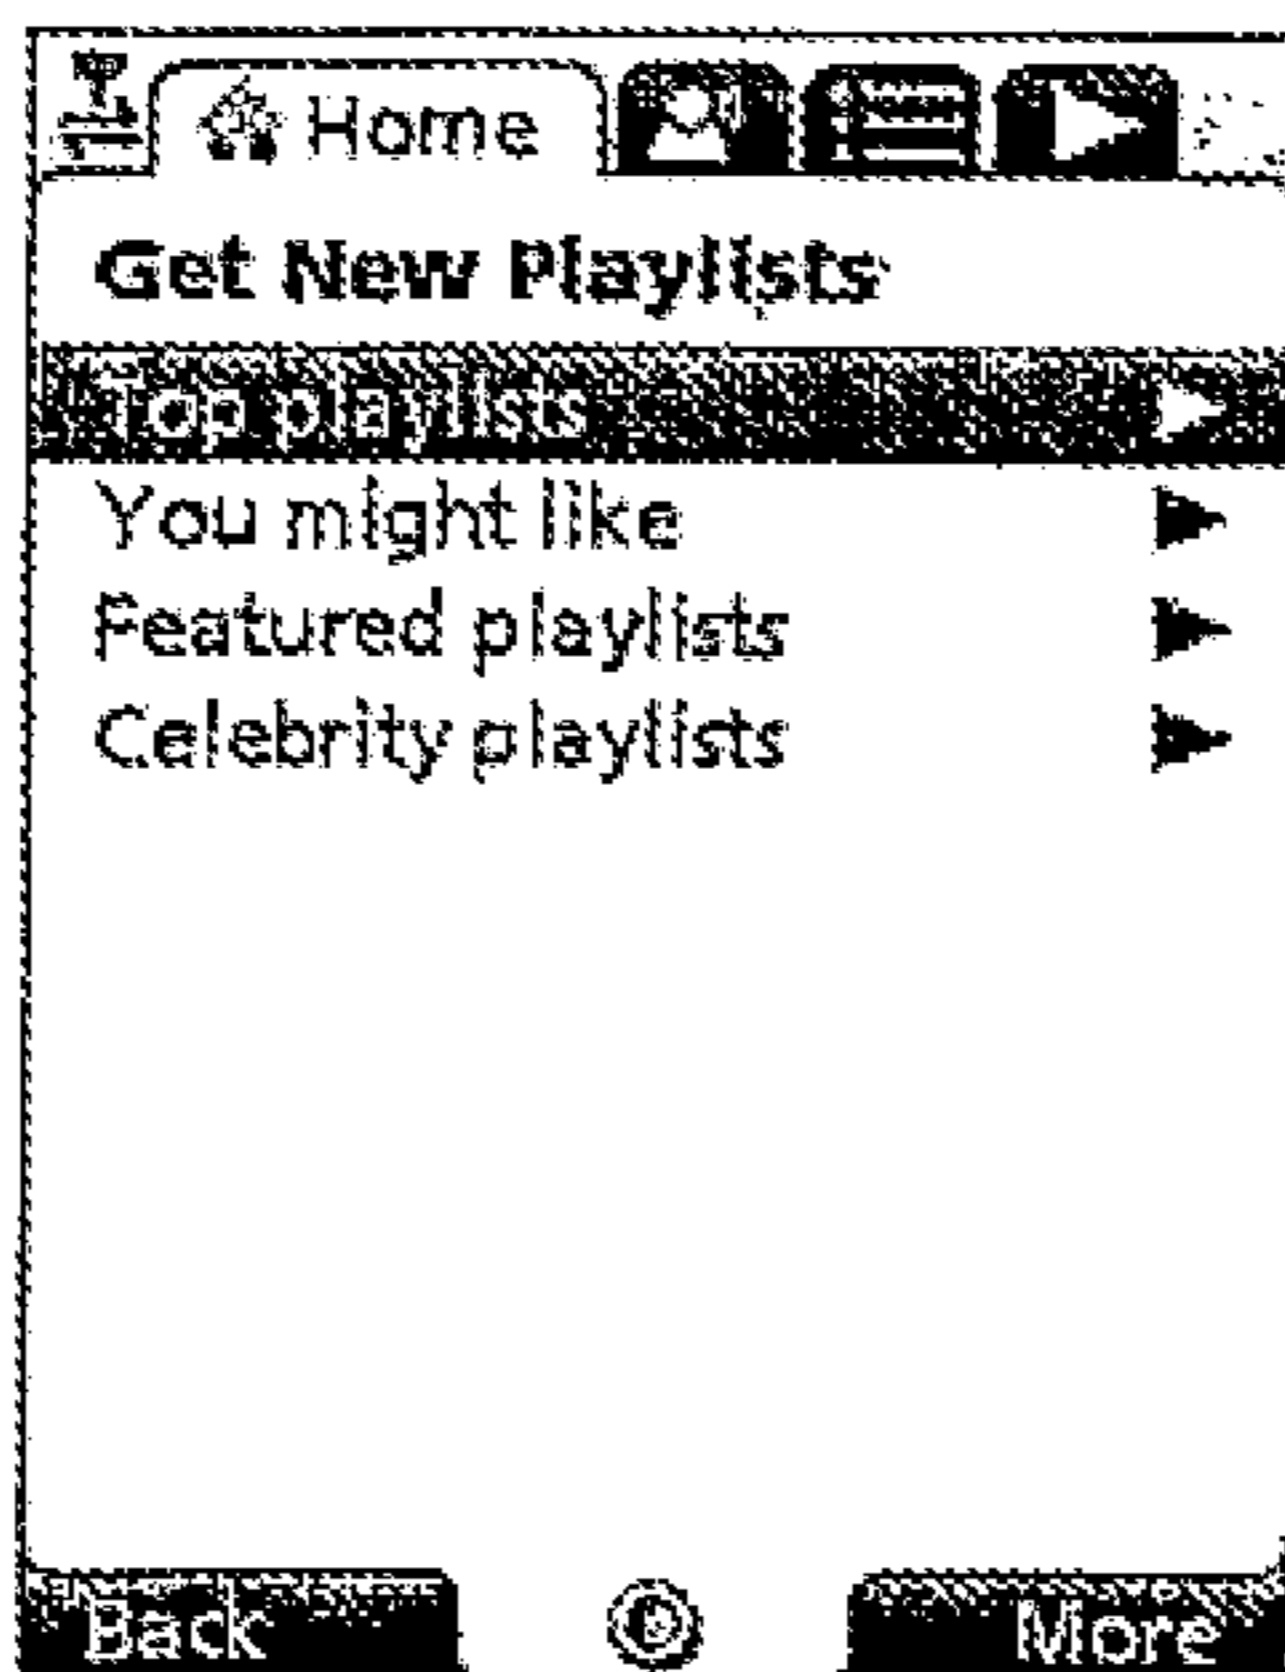 Home
Get New Playlists
Top playlists
You might like
Featured playlists
Celebrity playlists
Back
More